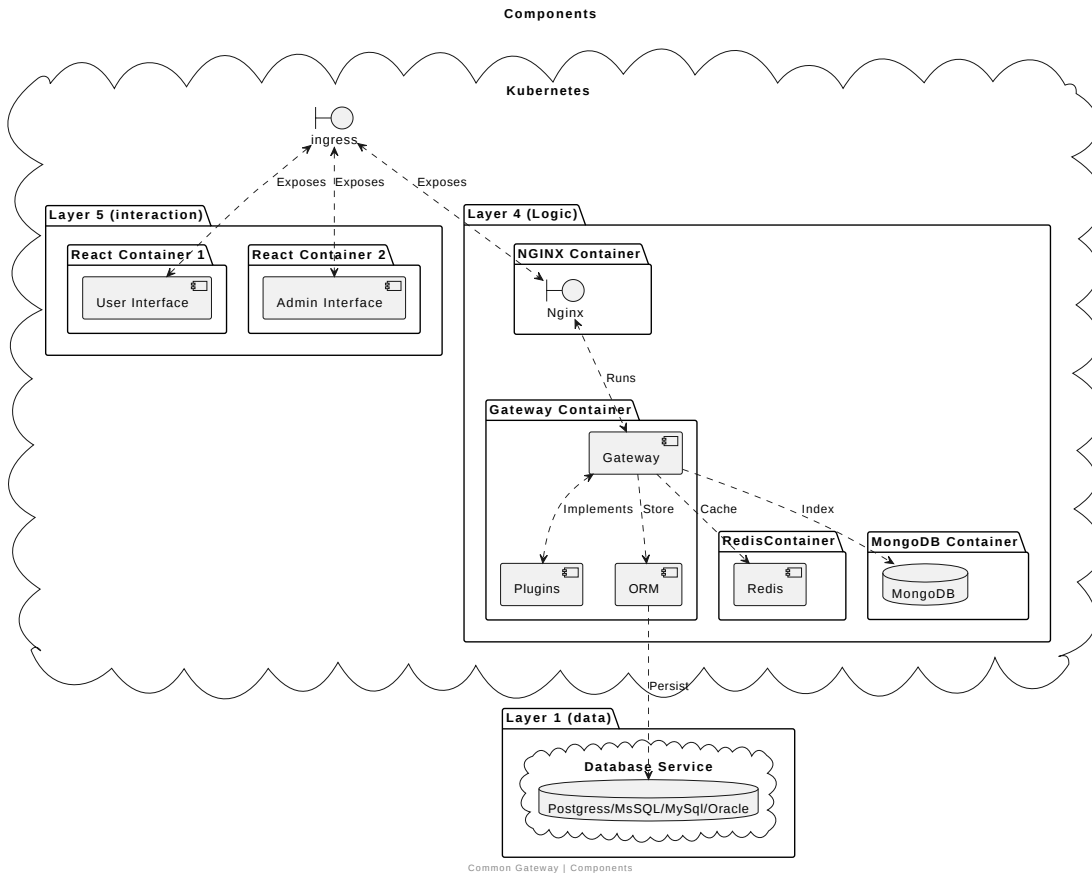 Components
Kubernetes
ingress
Exposes
Exposes
Exposes
Layer 5 (interaction)
Layer 4 (Logic)
React Container 1
React Container 2
NGINX Container
User Interface
Admin Interface
Nginx
Runs
Gateway Container
Gateway
Implements
Store
Cache
Index
RedisContainer
MongoDB Container
Plugins
ORM
Redis
MongoDB
Persist
Layer 1 (data)
Database Service
Postgress/MsSQL/MySql/Oracle
Common Gateway | Components